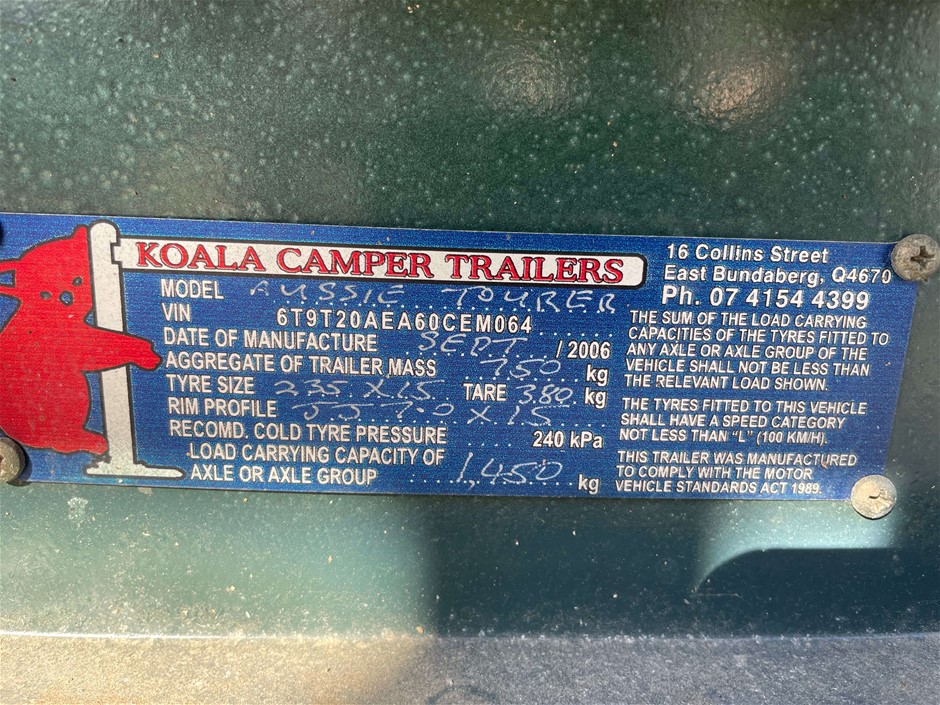 KOALA CAMPER TRAILERS
MODEL AUSSIE TOURER
VIN 6T9T20AEA60CEM064
DATE OF MANUFACTURE SEPT. / 2006
AGGREGATE OF TRAILER MASS 750 kg
TYRE SIZE 235 X 15 TARE 380 kg
RIM PROFILE 7.0 X 15
RECOMD. COLD TYRE PRESSURE 240 kPa
LOAD CARRYING CAPACITY OF
AXLE OR AXLE GROUP 1,450 kg
16 Collins Street
East Bundaberg, Q4670
Ph. 07 4154 4399
THE SUM OF THE LOAD CARRYING
CAPACITIES OF THE TYRES FITTED TO
ANY AXLE OR AXLE GROUP OF THE
VEHICLE SHALL NOT BE LESS THAN
THE RELEVANT LOAD SHOWN.
THE TYRES FITTED TO THIS VEHICLE
SHALL HAVE A SPEED CATEGORY
NOT LESS THAN "L" (100 KM/H).
THIS TRAILER WAS MANUFACTURED
TO COMPLY WITH THE MOTOR
VEHICLE STANDARDS ACT 1989.